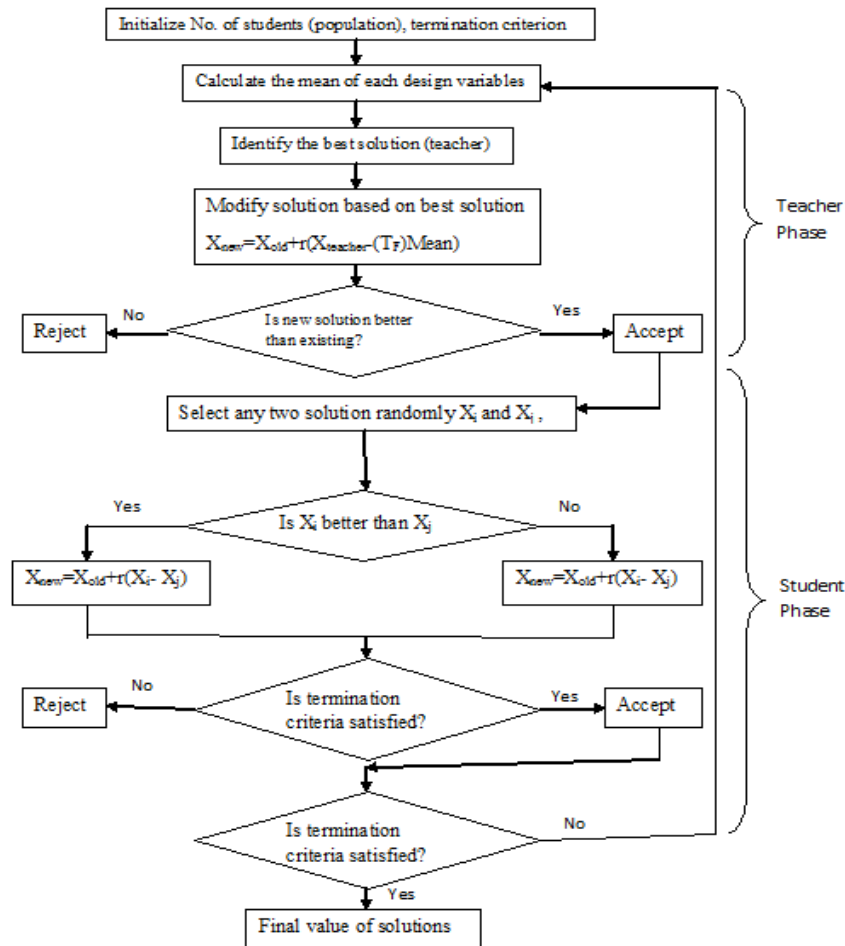 Initialize No. of students (population), termination criterion
Calculate the mean of each design variables
Identify the best solution (teacher)
Modify solution based on best solution
Xnew=Xold+r(Xteacher-(TF)Mean)
Teacher
Phase
No
Is new solution better
than existing?
Yes
Reject
Accept
Select any two solution randomly Xi and Xj ,
Yes
Is Xi better than Xj
No
Xnew=Xold+r(Xi- Xj)
Xnew=Xold+r(Xi- Xj)
Student
Phase
No
Is termination
criteria satisfied?
Yes
Reject
Accept
Is termination
criteria satisfied?
No
Yes
Final value of solutions